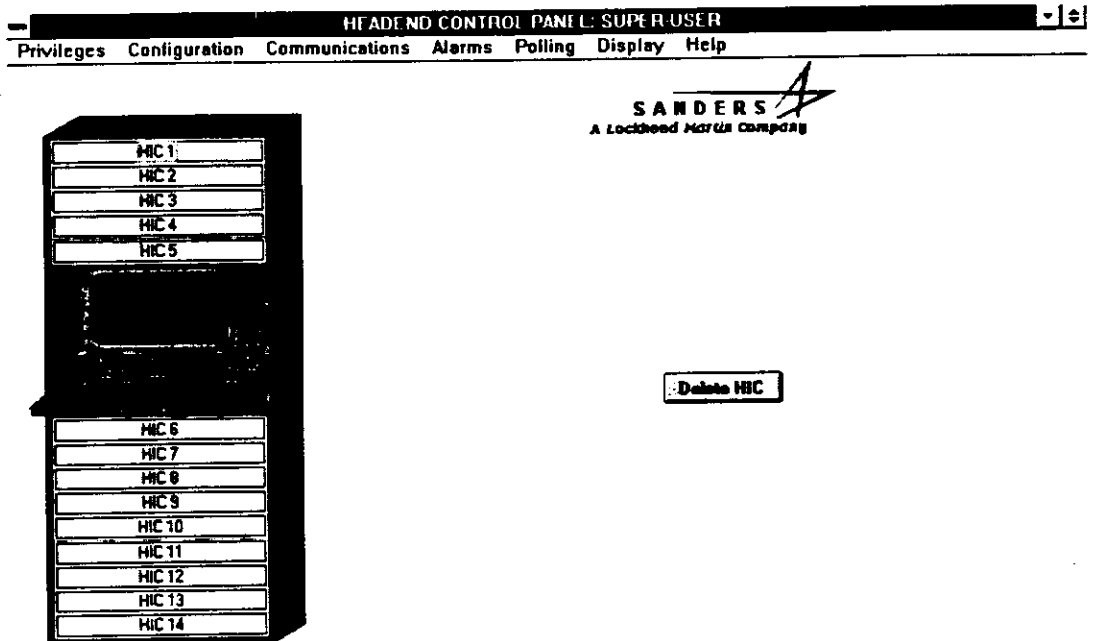 HEADEND CONTROL PANEL: SUPER-USER
Privileges Configuration Communications Alarms Polling Display Help
SANDERS
A Lockheed Martin Company
HIC 1
HIC 2
HIC 3
HIC 4
HIC 5
Delete HIC
HIC 6
HIC 7
HIC 8
HIC 9
HIC 10
HIC 11
HIC 12
HIC 13
HIC 14